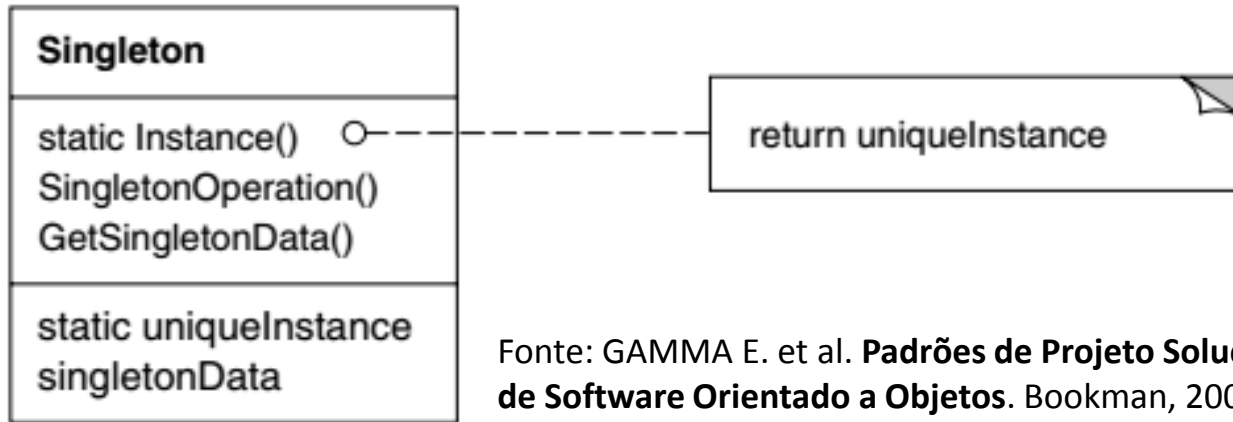 Singleton
static Instance()
SingletonOperation()
GetSingletonData()
return uniqueInstance
static uniqueInstance
singletonData
Fonte: GAMMA E. et al. Padrões de Projeto
de Software Orientado a Objetos. Bookman,